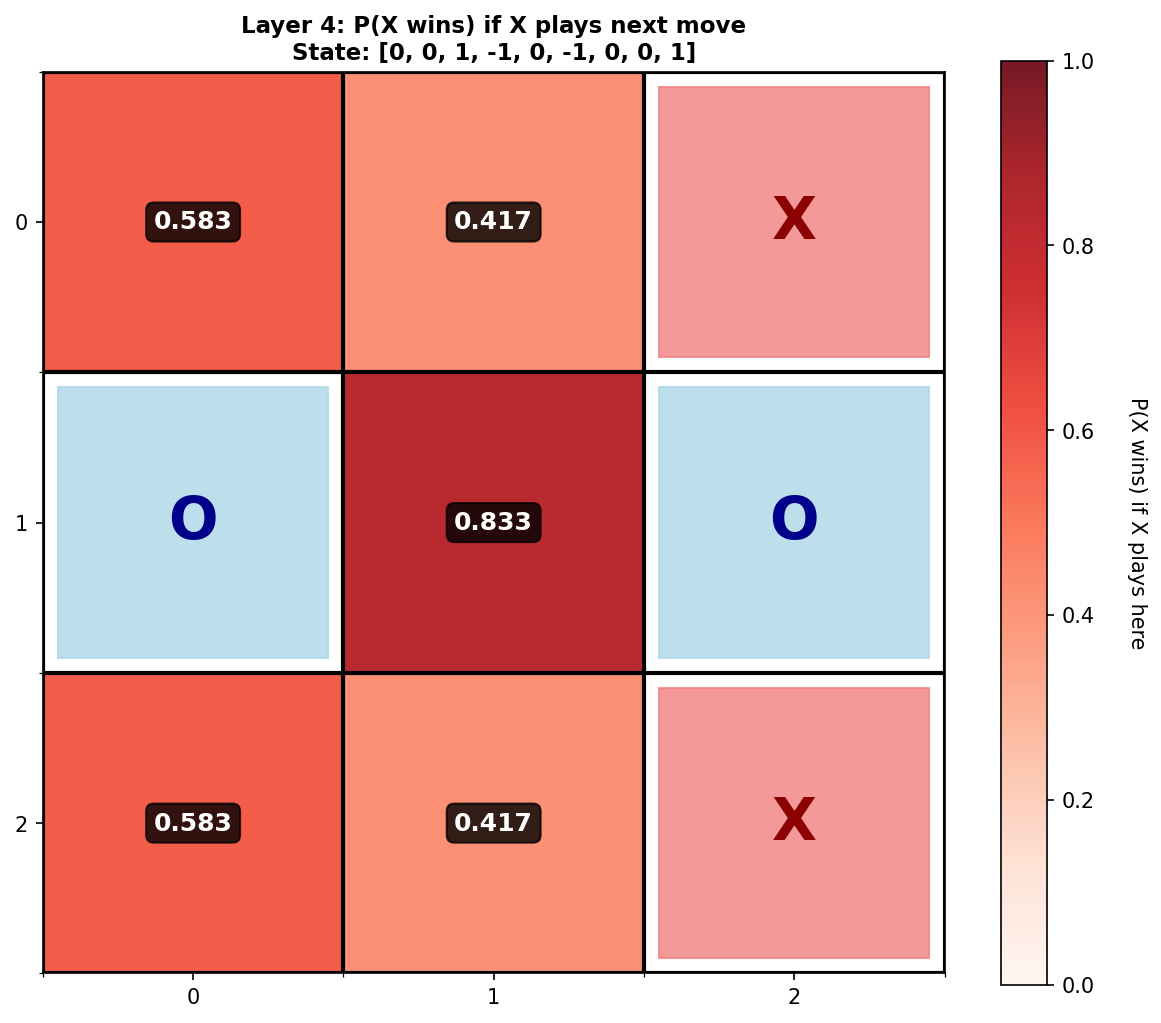 Layer 4: P(X wins) if X plays next move
State: [0, 0, 1, -1, 0, -1, 0, 0, 1]
0
0.583
0.417
X
1
O
0.833
O
2
0.583
0.417
X
0
1
2
1.0
0.8
0.6
0.4
0.2
0.0
P(X wins) if X plays here